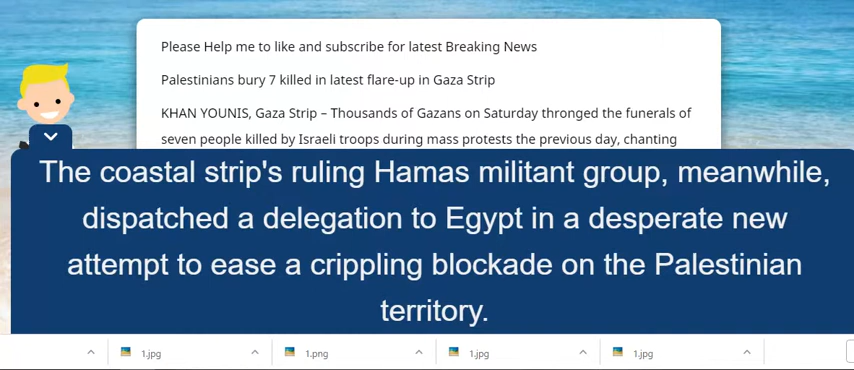 Please Help me to like and subscribe for latest Breaking News
Palestinians bury 7 killed in latest flare-up in Gaza Strip
KHAN YOUNIS, Gaza Strip – Thousands of Gazans on Saturday thronged the funerals of
seven people killed by Israeli troops during mass protests the previous day, chanting
The coastal strip's ruling Hamas militant group, meanwhile,
dispatched a delegation to Egypt in a desperate new
attempt to ease a crippling blockade on the Palestinian
territory.
1.jpg 1.png 1.jpg 1.jpg